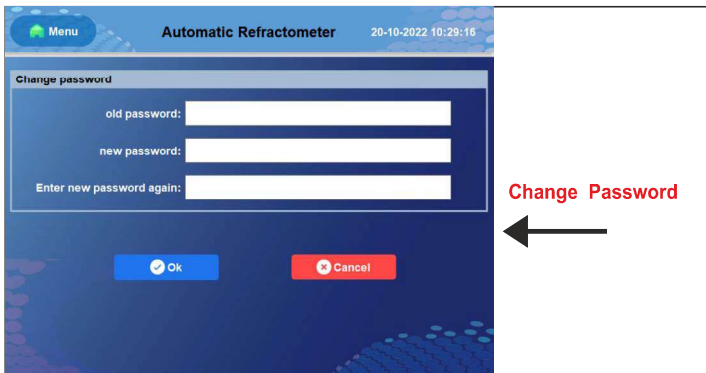 Menu Automatic Refractometer 20-10-2022 10:29:16
Change password
old password:
new password:
Enter new password again:
Change Password
Ok Cancel